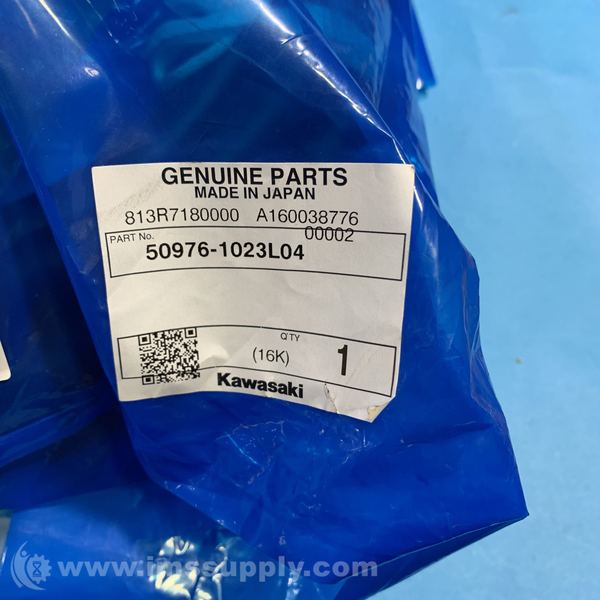 GENUINE PARTS
MADE IN JAPAN
813R7180000 A160038776
00002
PART No.
50976-1023L04
Q'TY
(16K) 1
Kawasaki
www.imssupply.com